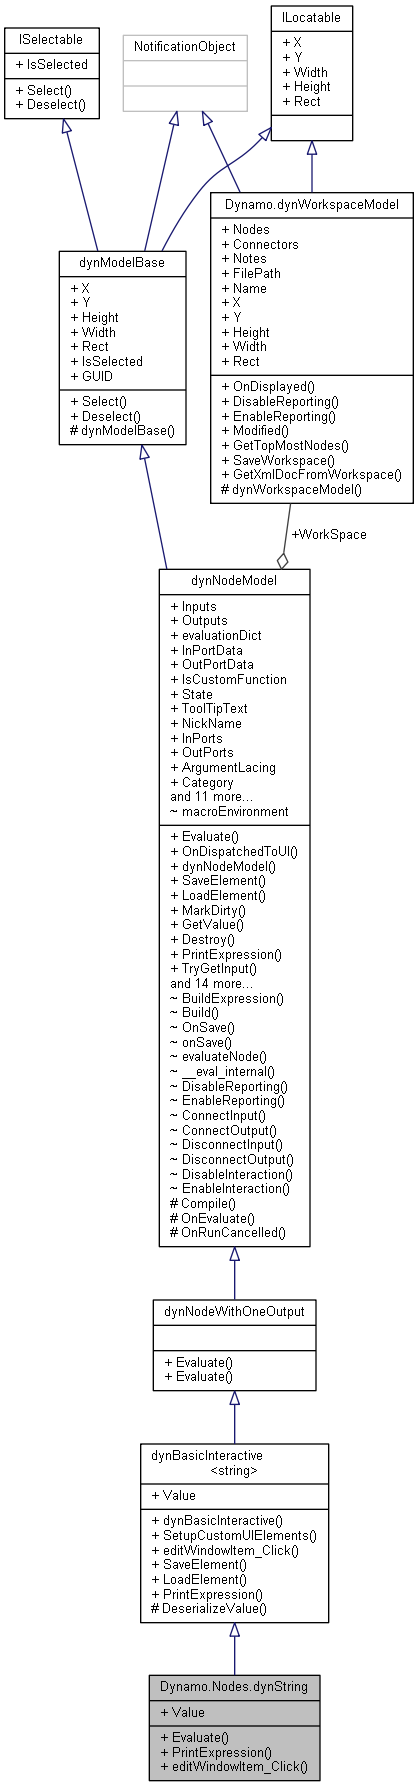 ISelectable
+ IsSelected
+ Select()
+ Deselect()
NotificationObject
ILocatable
+ X
+ Y
+ Width
+ Height
+ Rect
dynModelBase
+ X
+ Y
+ Height
+ Width
+ Rect
+ IsSelected
+ GUID
+ Select()
+ Deselect()
# dynModelBase()
Dynamo.dynWorkspaceModel
+ Nodes
+ Connectors
+ Notes
+ FilePath
+ Name
+ X
+ Y
+ Height
+ Width
+ Rect
+ OnDisplayed()
+ DisableReporting()
+ EnableReporting()
+ Modified()
+ GetTopMostNodes()
+ SaveWorkspace()
+ GetXmlDocFromWorkspace()
# dynWorkspaceModel()
+WorkSpace
dynNodeModel
+ Inputs
+ Outputs
+ evaluationDict
+ InPortData
+ OutPortData
+ IsCustomFunction
+ State
+ ToolTipText
+ NickName
+ InPorts
+ OutPorts
+ ArgumentLacing
+ Category
and 11 more...
~ macroEnvironment
+ Evaluate()
+ OnDispatchedToUI()
+ dynNodeModel()
+ SaveElement()
+ LoadElement()
+ MarkDirty()
+ GetValue()
+ Destroy()
+ PrintExpression()
+ TryGetInput()
and 14 more...
~ BuildExpression()
~ Build()
~ OnSave()
~ onSave()
~ evaluateNode()
~ __eval_internal()
~ DisableReporting()
~ EnableReporting()
~ ConnectInput()
~ ConnectOutput()
~ DisconnectInput()
~ DisconnectOutput()
~ DisableInteraction()
~ EnableInteraction()
# Compile()
# OnEvaluate()
# OnRunCancelled()
dynNodeWithOneOutput
+ Evaluate()
+ Evaluate()
dynBasicInteractive
<string>
+ Value
+ dynBasicInteractive()
+ SetupCustomUIElements()
+ editWindowItem_Click()
+ SaveElement()
+ LoadElement()
+ PrintExpression()
# DeserializeValue()
Dynamo.Nodes.dynString
+ Value
+ Evaluate()
+ PrintExpression()
+ editWindowItem_Click()